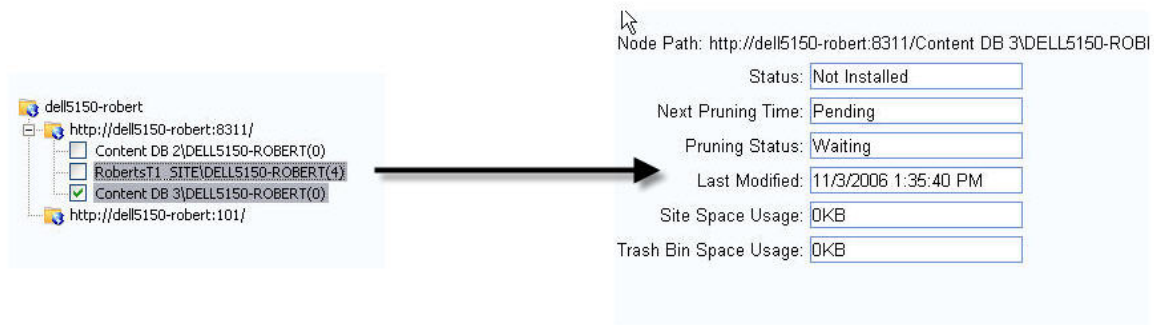 dell5150-robert
http://dell5150-robert:8311/
Content DB 2\DELL5150-ROBERT(0)
RobertsT1_SITE\DELL5150-ROBERT(4)
Content DB 3\DELL5150-ROBERT(0)
http://dell5150-robert:101/
Node Path: http://dell5150-robert:8311/Content DB 3\DELL5150-ROBI
Status: Not Installed
Next Pruning Time: Pending
Pruning Status: Waiting
Last Modified: 11/3/2006 1:35:40 PM
Site Space Usage: 0KB
Trash Bin Space Usage: 0KB